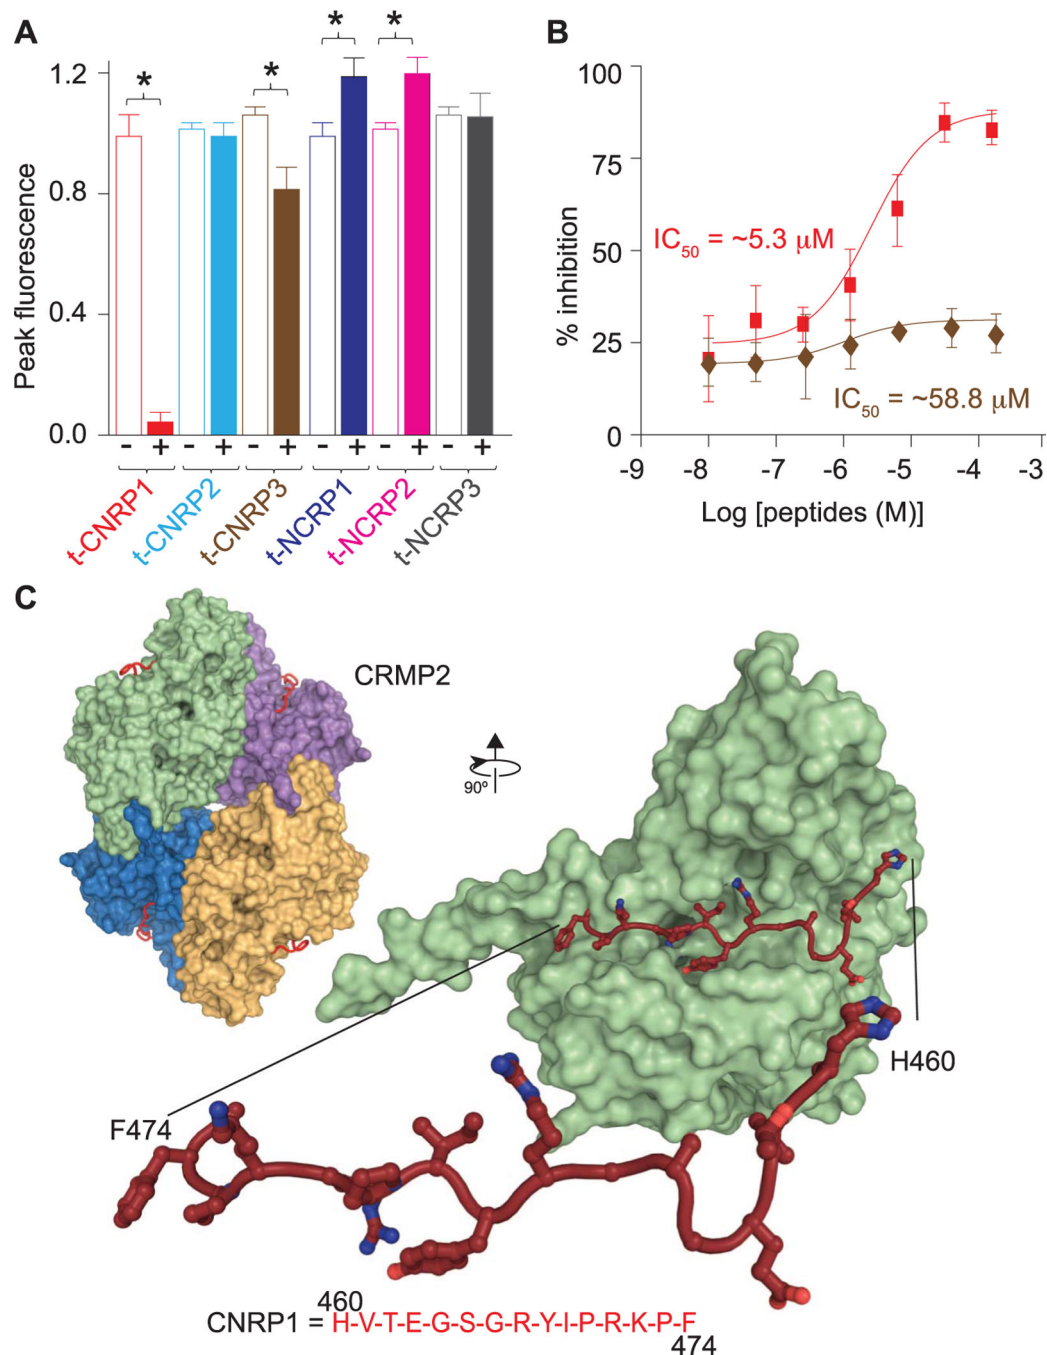 A
*
*
*
*
1.2
0.8
0.4
0.0
Peak fluorescence
- + - + - + - + - + - +
t-CNRP1
t-CNRP2
t-CNRP3
t-NCRP1
t-NCRP2
t-NCRP3
B
100
75
50
25
0
% inhibition
IC50 = ~5.3 μM
IC50 = ~58.8 μM
-9 -8 -7 -6 -5 -4 -3
Log [peptides (M)]
C
CRMP2
90º
H460
F474
460
CNRP1 = H-V-T-E-G-S-G-R-Y-I-P-R-K-P-F
474